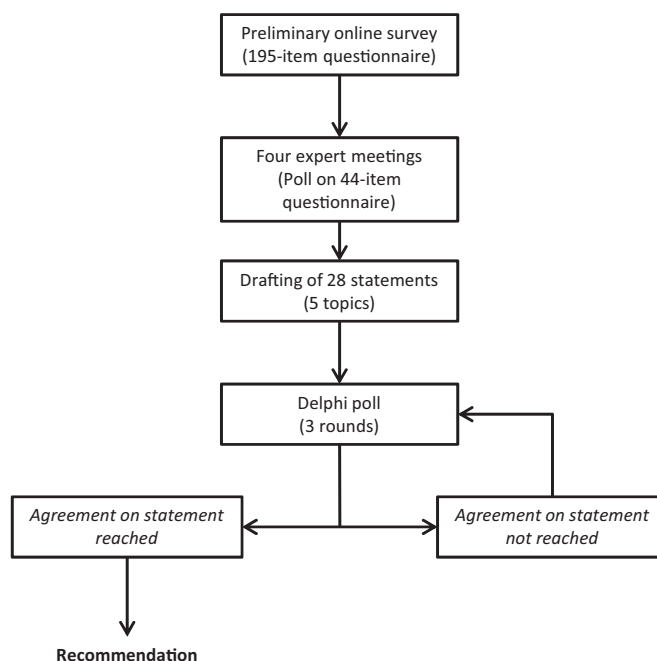 Preliminary online survey
(195-item questionnaire)
Four expert meetings
(Poll on 44-item
questionnaire)
Drafting of 28 statements
(5 topics)
Delphi poll
(3 rounds)
Agreement on statement
reached
Agreement on statement
not reached
Recommendation